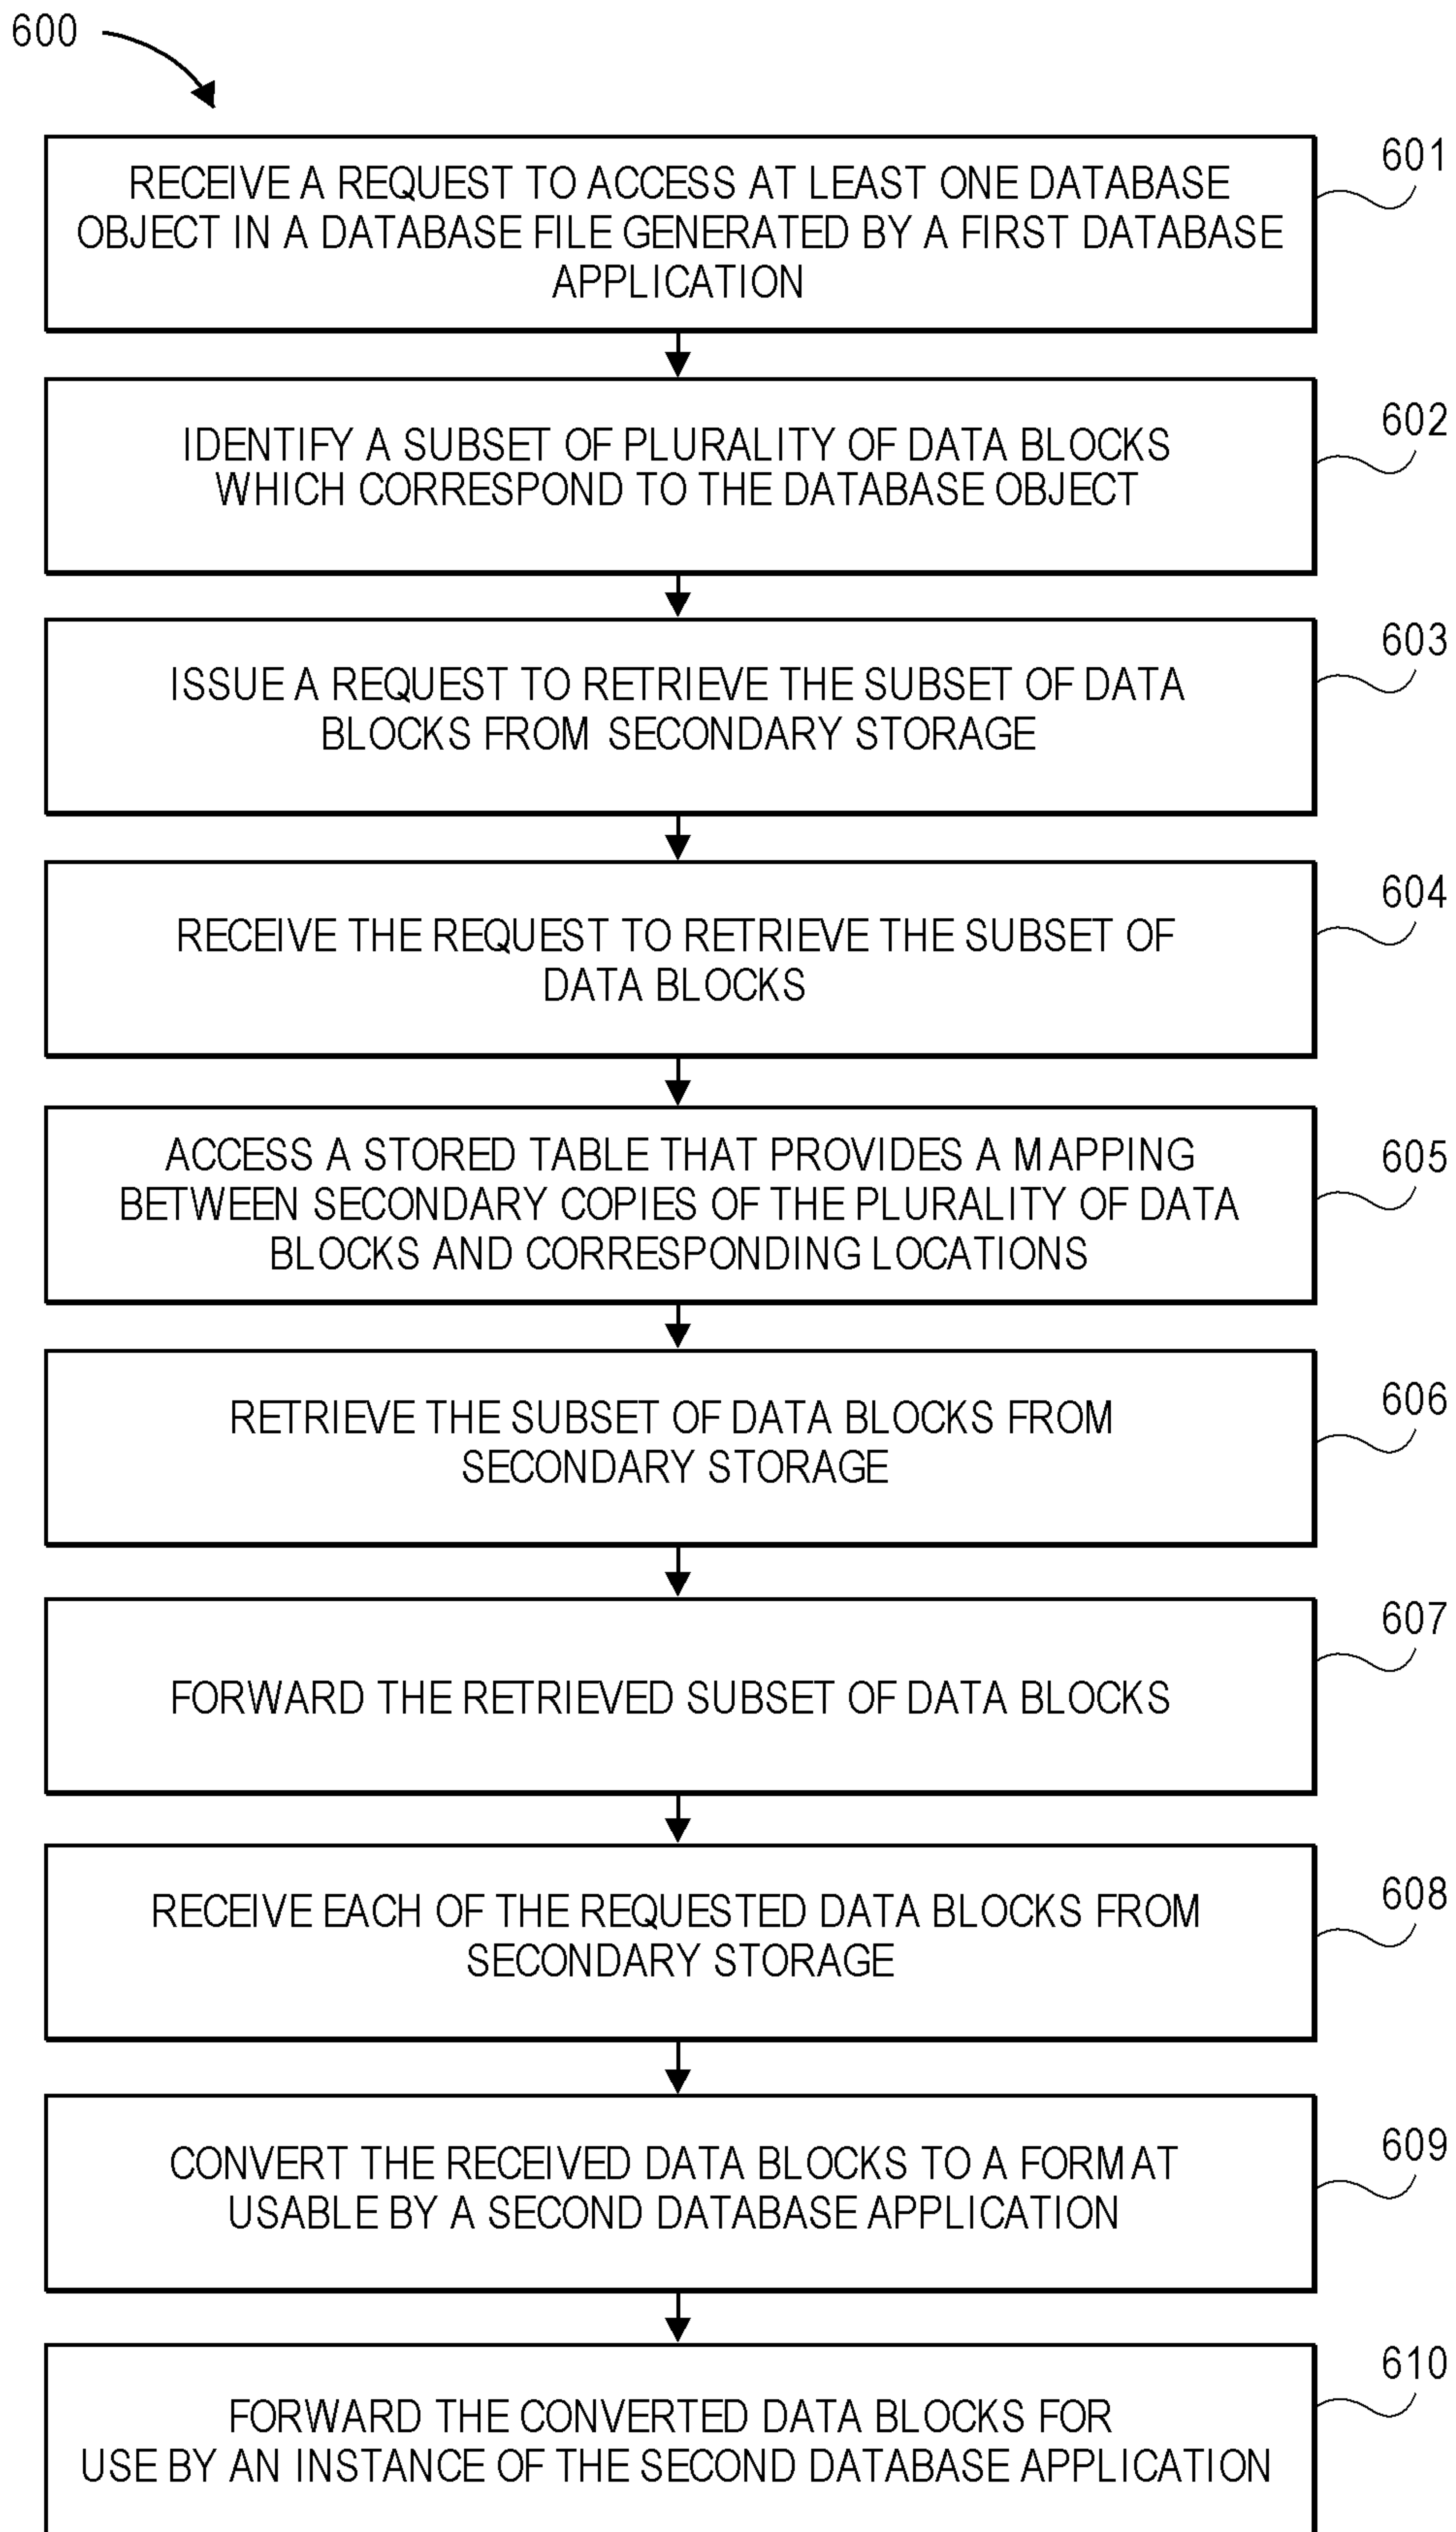 600
601
RECEIVE A REQUEST TO ACCESS AT LEAST ONE DATABASE
OBJECT IN A DATABASE FILE GENERATED BY A FIRST DATABASE
APPLICATION
602
IDENTIFY A SUBSET OF PLURALITY OF DATA BLOCKS
WHICH CORRESPOND TO THE DATABASE OBJECT
603
ISSUE A REQUEST TO RETRIEVE THE SUBSET OF DATA
BLOCKS FROM SECONDARY STORAGE
604
RECEIVE THE REQUEST TO RETRIEVE THE SUBSET OF
DATA BLOCKS
605
ACCESS A STORED TABLE THAT PROVIDES A MAPPING
BETWEEN SECONDARY COPIES OF THE PLURALITY OF DATA
BLOCKS AND CORRESPONDING LOCATIONS
606
RETRIEVE THE SUBSET OF DATA BLOCKS FROM
SECONDARY STORAGE
607
FORWARD THE RETRIEVED SUBSET OF DATA BLOCKS
608
RECEIVE EACH OF THE REQUESTED DATA BLOCKS FROM
SECONDARY STORAGE
609
CONVERT THE RECEIVED DATA BLOCKS TO A FORMAT
USABLE BY A SECOND DATABASE APPLICATION
610
FORWARD THE CONVERTED DATA BLOCKS FOR
USE BY AN INSTANCE OF THE SECOND DATABASE APPLICATION